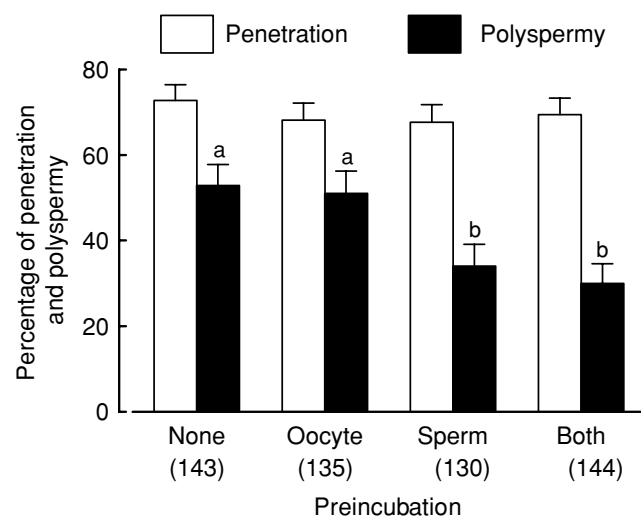 Penetration Polyspermy
Percentage of penetration
and polyspermy
80
60
40
20
0
a
a
b
b
None Oocyte Sperm Both
(143) (135) (130) (144)
Preincubation